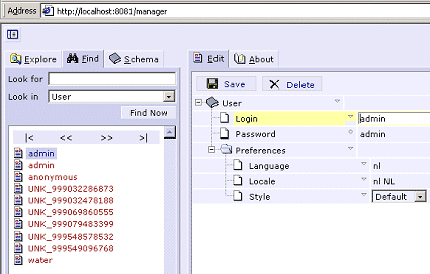 Address http://localhost:8081/manager
Explore Find Schema
Edit About
Look for
Look in User
Find Now
|< << >> >|
admin
admin
anonymous
UNK_999032286873
UNK_999032478188
UNK_999069860555
UNK_999079483399
UNK_999548578532
UNK_999549096768
water
Save Delete
User
Login admin
Password admin
Preferences
Language nl
Locale nl NL
Style Default